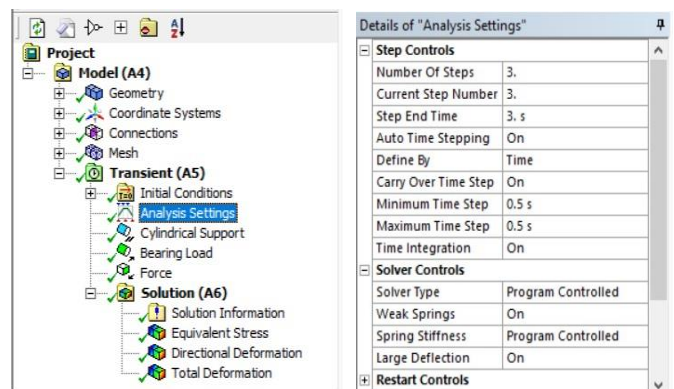 Project
Model (A4)
Geometry
Coordinate Systems
Connections
Mesh
Transient (A5)
T=0 Initial Conditions
Analysis Settings
Cylindrical Support
Bearing Load
Force
Solution (A6)
Solution Information
Equivalent Stress
Directional Deformation
Total Deformation
Details of "Analysis Settings"
Step Controls
Number Of Steps 3.
Current Step Number 3.
Step End Time 3. s
Auto Time Stepping On
Define By Time
Carry Over Time Step On
Minimum Time Step 0.5 s
Maximum Time Step 0.5 s
Time Integration On
Solver Controls
Solver Type Program Controlled
Weak Springs On
Spring Stiffness Program Controlled
Large Deflection On
Restart Controls